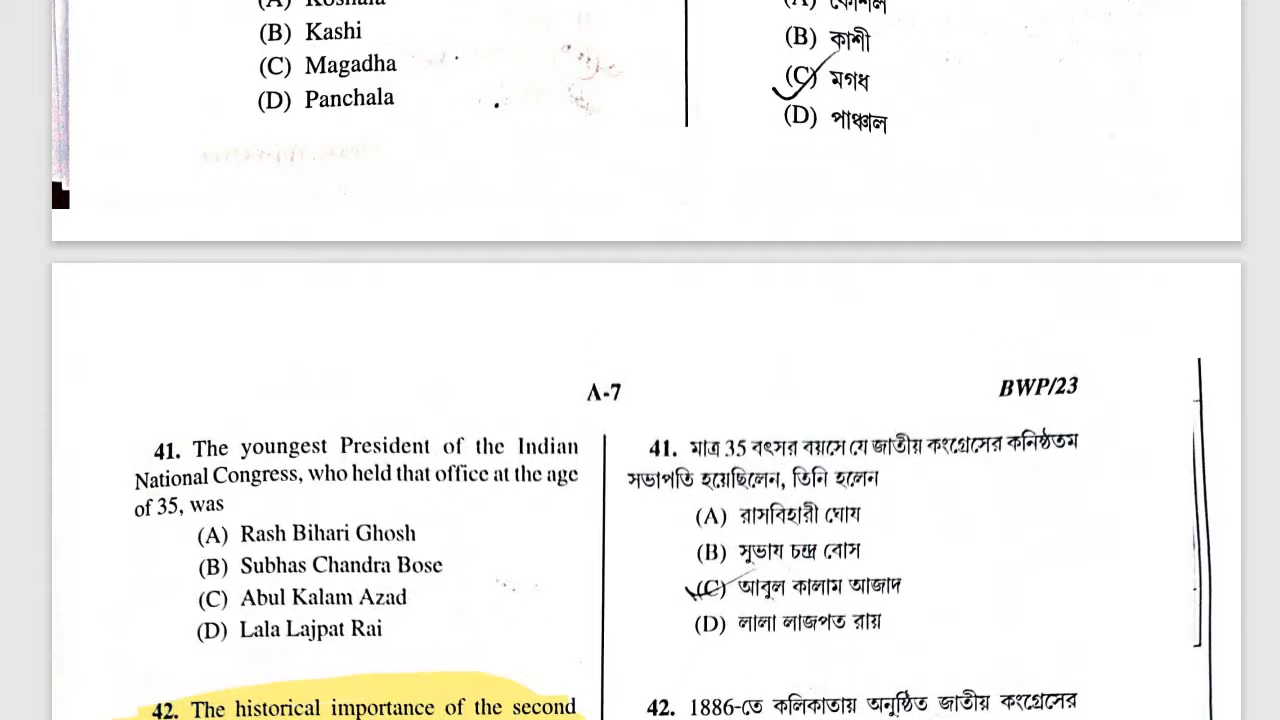 (B) Kashi
(C) Magadha
(D) Panchala
(B) কাশী
(C) মগধ
(D) পাঞ্চাল
A-7
BWP/23
41. The youngest President of the Indian
National Congress, who held that office at the age
of 35, was
(A) Rash Bihari Ghosh
(B) Subhas Chandra Bose
(C) Abul Kalam Azad
(D) Lala Lajpat Rai
42. The historical importance of the second
41. মাত্র 35 বৎসর বয়সে যে জাতীয় কংগ্রেসের কনিষ্ঠতম
সভাপতি হয়েছিলেন, তিনি হলেন
(A) রাসবিহারী ঘোষ
(B) সুভাষ চন্দ্র বোস
(C) আবুল কালাম আজাদ
(D) লালা লাজপত রায়
42. 1886-তে কলিকাতায় অনুষ্ঠিত জাতীয় কংগ্রেসের